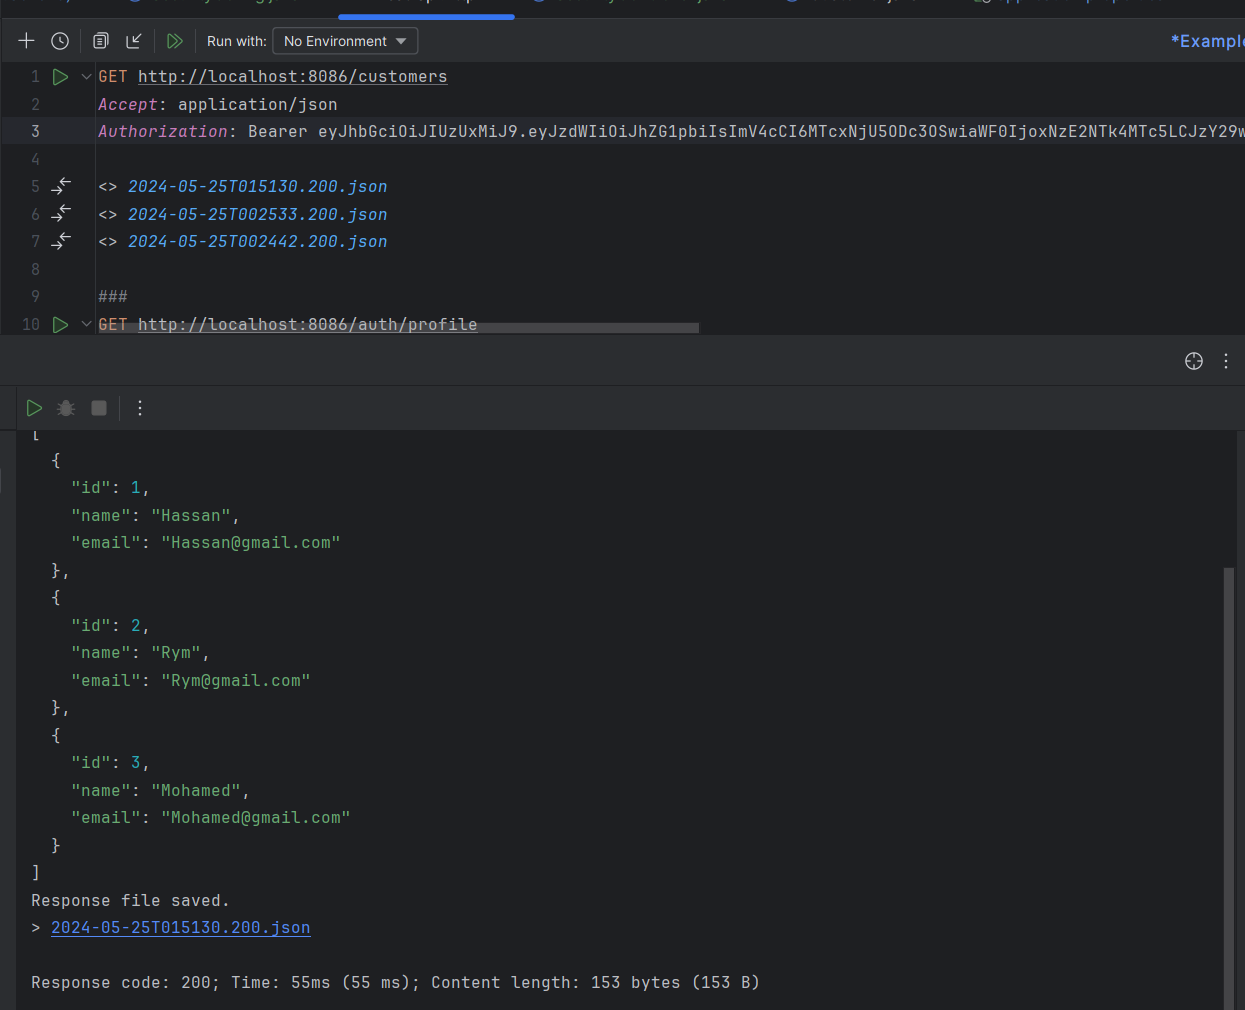 Run with: No Environment
*Example
1 GET http://localhost:8086/customers
2 Accept: application/json
3 Authorization: Bearer eyJhbGciOiJIUzUxMiJ9.eyJzdWIiOiJhZG1pbiIsImV4cCI6MTcxNjU5ODc3OSwiaWF0IjoxNzE2NTk4MTc5LCJzY29w
4
5 <> 2024-05-25T015130.200.json
6 <> 2024-05-25T002533.200.json
7 <> 2024-05-25T002442.200.json
8
9 ###
10 GET http://localhost:8086/auth/profile
[
{
"id": 1,
"name": "Hassan",
"email": "Hassan@gmail.com"
},
{
"id": 2,
"name": "Rym",
"email": "Rym@gmail.com"
},
{
"id": 3,
"name": "Mohamed",
"email": "Mohamed@gmail.com"
}
]
Response file saved.
> 2024-05-25T015130.200.json
Response code: 200; Time: 55ms (55 ms); Content length: 153 bytes (153 B)